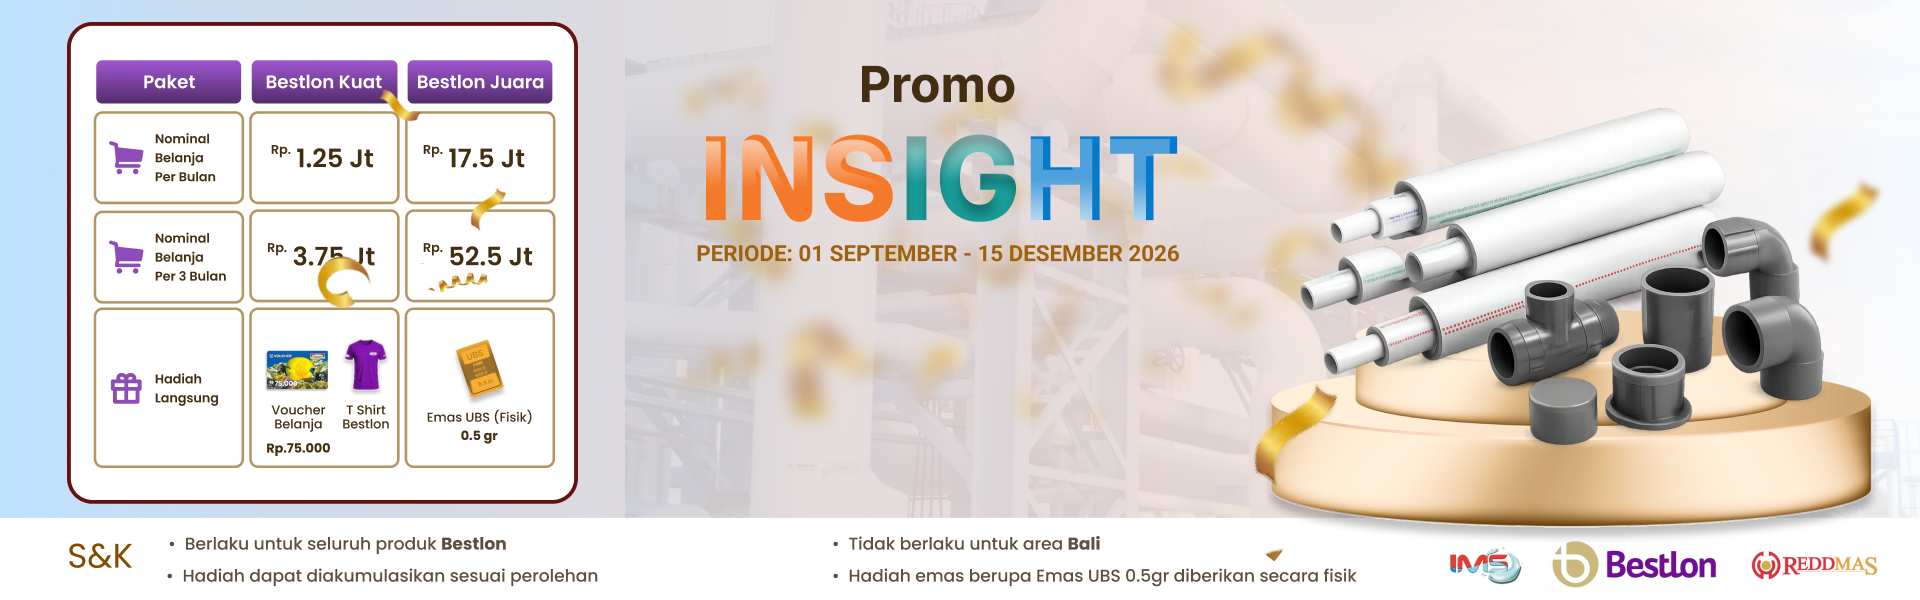 Paket
Bestlon Kuat
Bestlon Juara
Nominal
Belanja
Per Bulan
Rp. 1.25 Jt
Rp. 17.5 Jt
Nominal
Belanja
Per 3 Bulan
Rp. 3.75 Jt
Rp. 52.5 Jt
Hadiah
Langsung
VOUCHER
75.000
Voucher
Belanja
Rp.75.000
T Shirt
Bestlon
UBS
Emas UBS (Fisik)
0.5 gr
Promo
INSIGHT
PERIODE: 01 SEPTEMBER - 15 DESEMBER 2026
S&K
• Berlaku untuk seluruh produk Bestlon
• Hadiah dapat diakumulasikan sesuai perolehan
• Tidak berlaku untuk area Bali
• Hadiah emas berupa Emas UBS 0.5gr diberikan secara fisik
IMS
Bestlon
REDDMAS